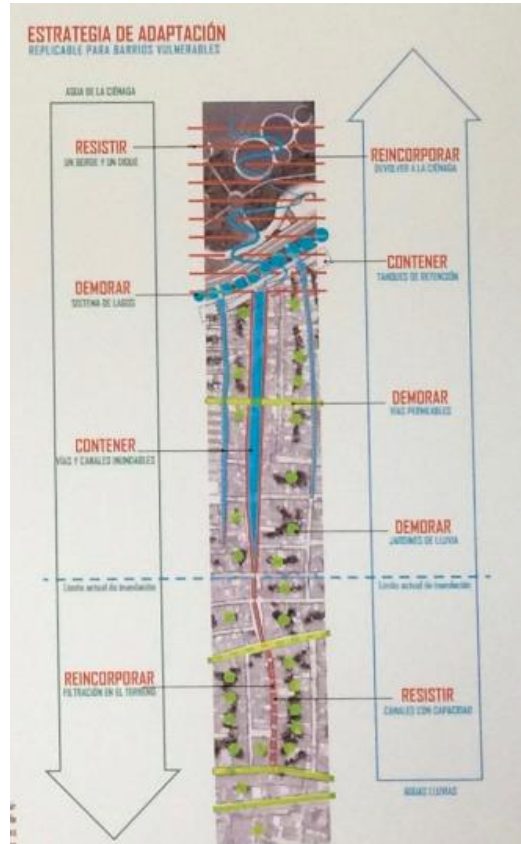 ESTRATEGIA DE ADAPTACIÓN
REPLICABLE PARA BARRIOS VULNERABLES
AGUA DE LA CIÉNAGA
RESISTIR
UN BORDE Y UN DIQUE
REINCORPORAR
DEVOLVER A LA CIÉNAGA
CONTENER
TANQUES DE RETENCIÓN
DEMORAR
SISTEMA DE LAGOS
DEMORAR
VÍAS PERMEABLES
CONTENER
VÍAS Y CANALES INUNDABLES
DEMORAR
JARDINES DE LLUVIA
Límite actual de inundación
Límite actual de inundación
REINCORPORAR
FILTRACIÓN EN EL TERRENO
RESISTIR
CANALES CON CAPACIDAD
AGUAS LLUVIAS